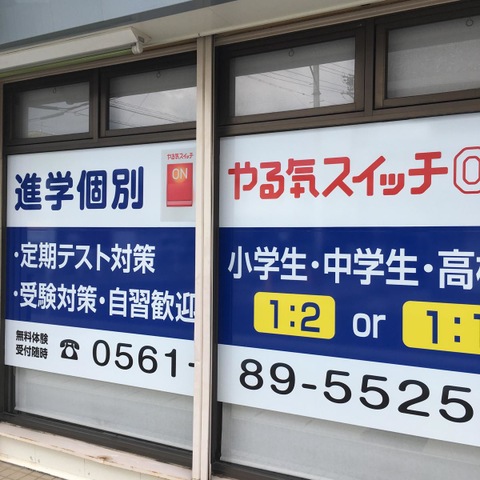 進学個別
やる気スイッチ
ON
・定期テスト対策
・受験対策・自習歓迎
無料体験
受付随時
☎ 0561-
やる気スイッチ
小学生・中学生・高
1:2 or 1:
89-5525